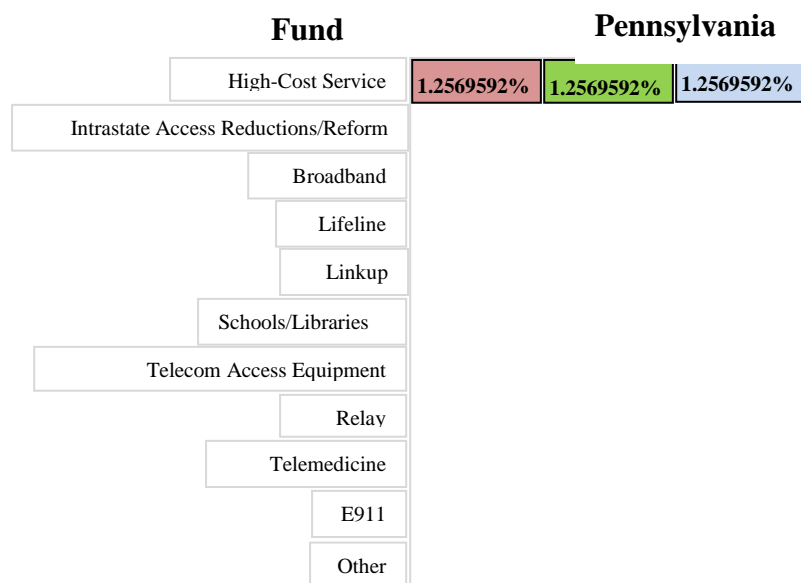 Fund Pennsylvania
High-Cost Service 1.2569592% 1.2569592% 1.2569592%
Intrastate Access Reductions/Reform
Broadband
Lifeline
Linkup
Schools/Libraries
Telecom Access Equipment
Relay
Telemedicine
E911
Other